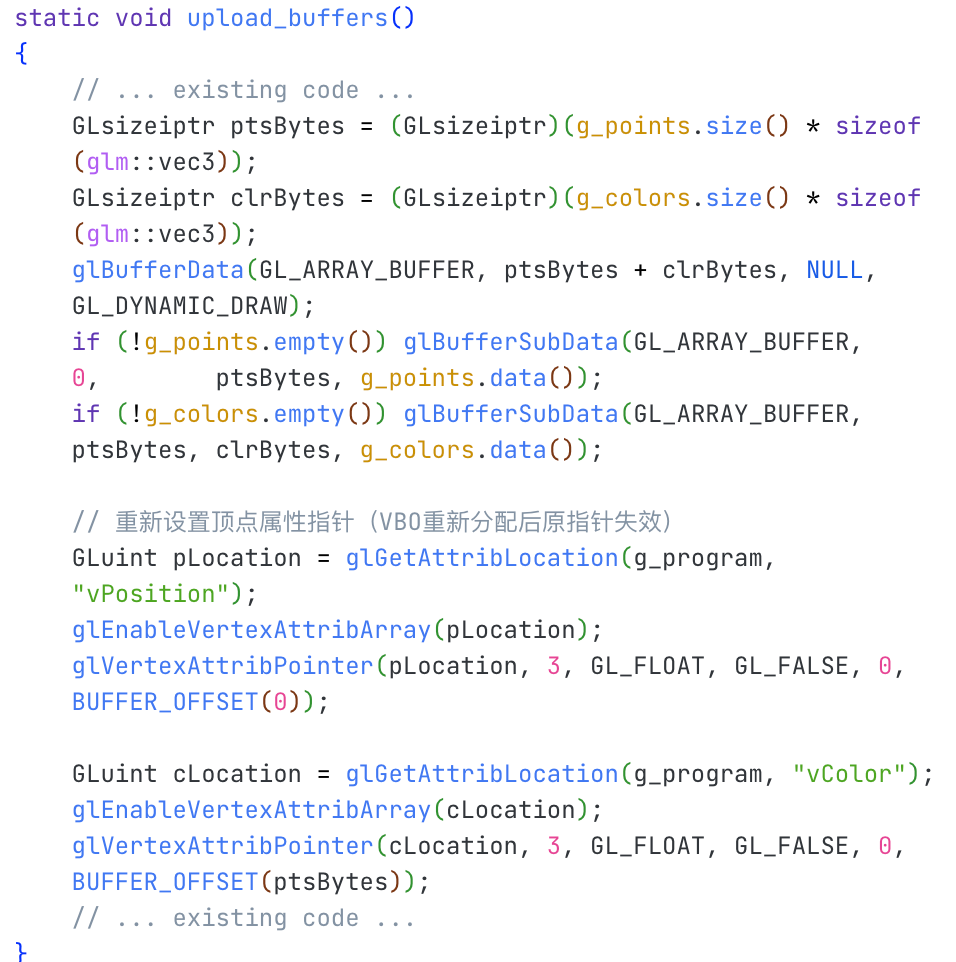 static void upload_buffers()
{
    // ... existing code ...
    GLsizeiptr ptsBytes = (GLsizeiptr)(g_points.size() * sizeof
    (glm::vec3));
    GLsizeiptr clrBytes = (GLsizeiptr)(g_colors.size() * sizeof
    (glm::vec3));
    glBufferData(GL_ARRAY_BUFFER, ptsBytes + clrBytes, NULL,
    GL_DYNAMIC_DRAW);
    if (!g_points.empty()) glBufferSubData(GL_ARRAY_BUFFER,
    0,        ptsBytes, g_points.data());
    if (!g_colors.empty()) glBufferSubData(GL_ARRAY_BUFFER,
    ptsBytes, clrBytes, g_colors.data());

    // 重新设置顶点属性指针（VBO重新分配后原指针失效）
    GLuint pLocation = glGetAttribLocation(g_program,
    "vPosition");
    glEnableVertexAttribArray(pLocation);
    glVertexAttribPointer(pLocation, 3, GL_FLOAT, GL_FALSE, 0,
    BUFFER_OFFSET(0));

    GLuint cLocation = glGetAttribLocation(g_program, "vColor");
    glEnableVertexAttribArray(cLocation);
    glVertexAttribPointer(cLocation, 3, GL_FLOAT, GL_FALSE, 0,
    BUFFER_OFFSET(ptsBytes));
    // ... existing code ...
}